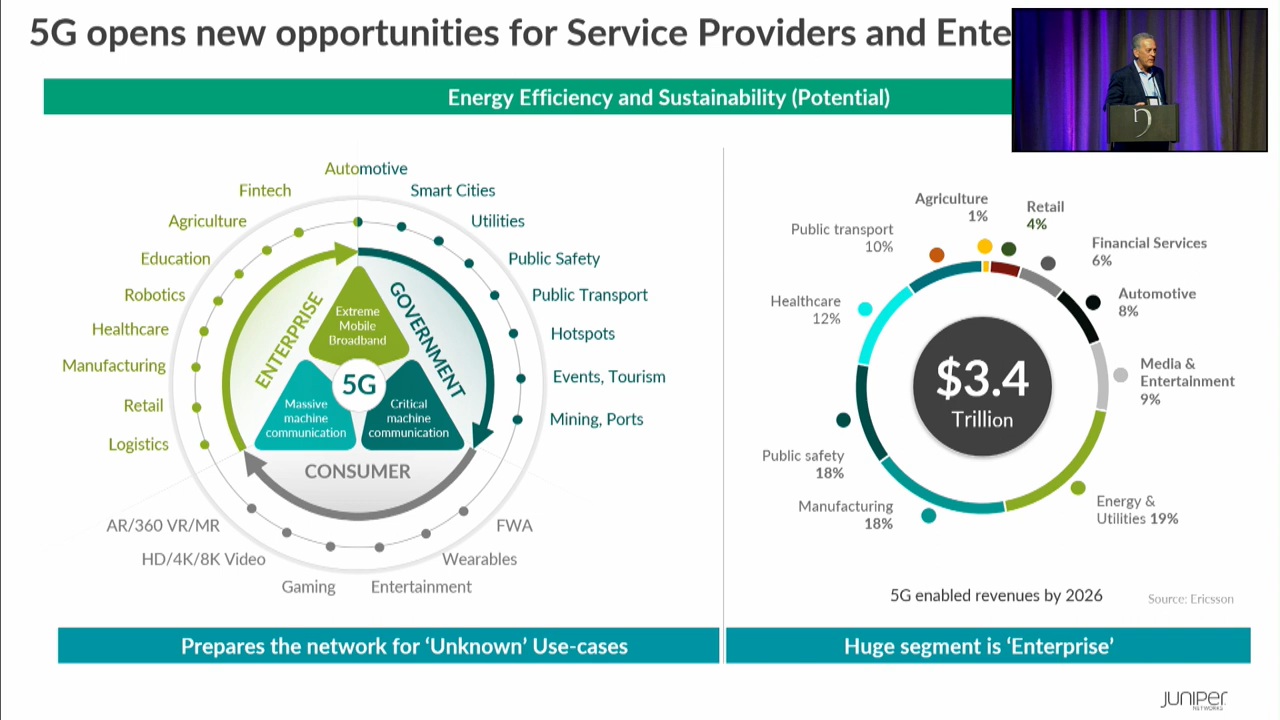 5G opens new opportunities for Service Providers and Ente
Energy Efficiency and Sustainability (Potential)
Automotive
Fintech
Smart Cities
Agriculture
Utilities
Education
Public Safety
Robotics
Public Transport
Healthcare
Hotspots
Manufacturing
Events, Tourism
Retail
Mining, Ports
Logistics
ENTERPRISE
GOVERNMENT
CONSUMER
Extreme
Mobile
Broadband
5G
Massive
machine
communication
Critical
machine
communication
AR/360 VR/MR
FWA
HD/4K/8K Video
Wearables
Gaming
Entertainment
Agriculture
1%
Retail
4%
Public transport
10%
Financial Services
6%
Healthcare
12%
Automotive
8%
Media &
Entertainment
9%
$3.4
Trillion
Public safety
18%
Manufacturing
18%
Energy &
Utilities 19%
5G enabled revenues by 2026
Source: Ericsson
Prepares the network for ‘Unknown’ Use-cases
Huge segment is ‘Enterprise’
JUNIPER
NETWORKS